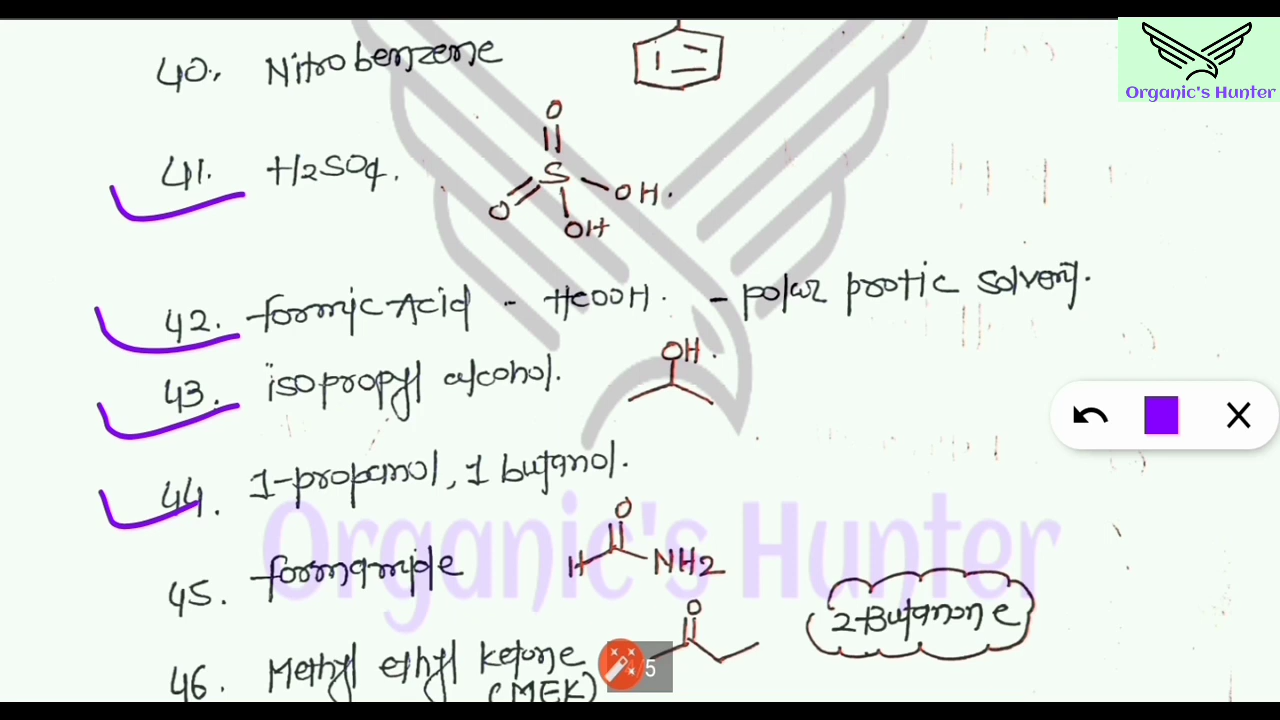 Organic's Hunter
40., Nitrobenzene
O
41. H2SO4.
S
O
OH.
OH
42. formic Acid - HCOOH. - polar protic solvent.
43. isopropyl alcohol.
OH.
44. 1-propanol, 1 butanol.
O
45. formamide
H
NH2
O
2-Butanone
46. Methyl ethyl ketone
(MEK)
5
Organic's Hunter